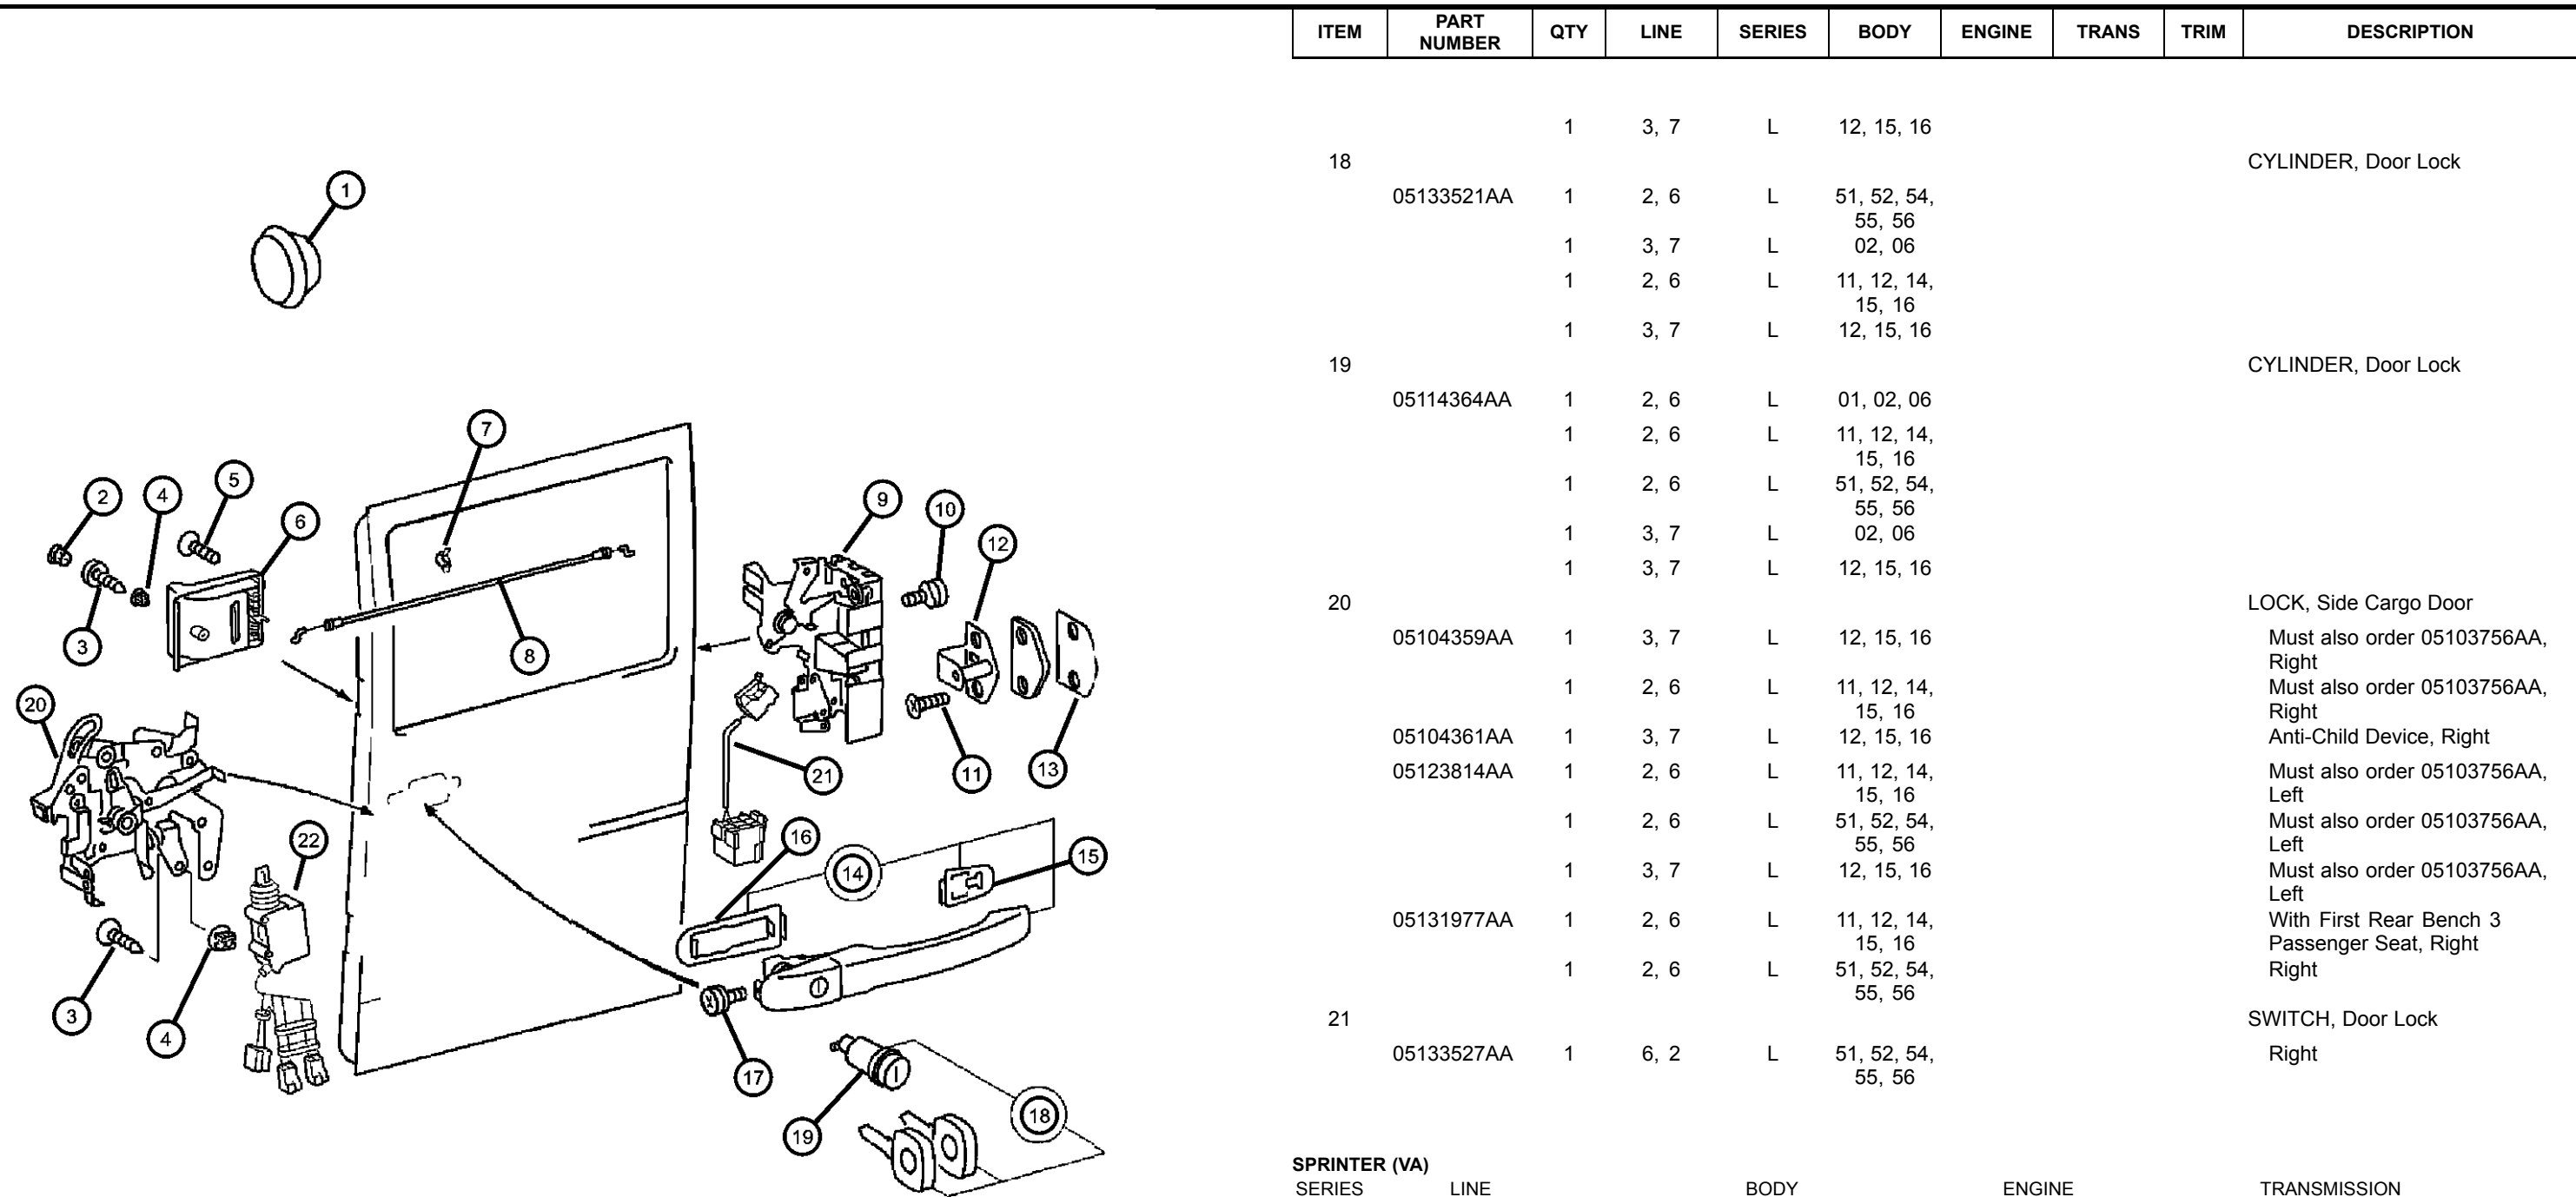 ITEM PART NUMBER QTY LINE SERIES BODY ENGINE TRANS TRIM DESCRIPTION
1 3, 7 L 12, 15, 16
18 CYLINDER, Door Lock
05133521AA 1 2, 6 L 51, 52, 54,
55, 56
1 3, 7 L 02, 06
1 2, 6 L 11, 12, 14,
15, 16
1 3, 7 L 12, 15, 16
19 CYLINDER, Door Lock
05114364AA 1 2, 6 L 01, 02, 06
1 2, 6 L 11, 12, 14,
15, 16
1 2, 6 L 51, 52, 54,
55, 56
1 3, 7 L 02, 06
1 3, 7 L 12, 15, 16
20 LOCK, Side Cargo Door
05104359AA 1 3, 7 L 12, 15, 16 Must also order 05103756AA,
Right
1 2, 6 L 11, 12, 14, Must also order 05103756AA,
15, 16 Right
05104361AA 1 3, 7 L 12, 15, 16 Anti-Child Device, Right
05123814AA 1 2, 6 L 11, 12, 14, Must also order 05103756AA,
15, 16 Left
1 2, 6 L 51, 52, 54, Must also order 05103756AA,
55, 56 Left
1 3, 7 L 12, 15, 16 Must also order 05103756AA,
Left
05131977AA 1 2, 6 L 11, 12, 14, With First Rear Bench 3
15, 16 Passenger Seat, Right
1 2, 6 L 51, 52, 54, Right
55, 56
21 SWITCH, Door Lock
05133527AA 1 6, 2 L 51, 52, 54, Right
55, 56
SPRINTER (VA)
SERIES LINE BODY ENGINE TRANSMISSION
1
7
5
2
4
9
10
6
12
3
8
20
21
11
13
16
22
14
15
3
4
17
18
19